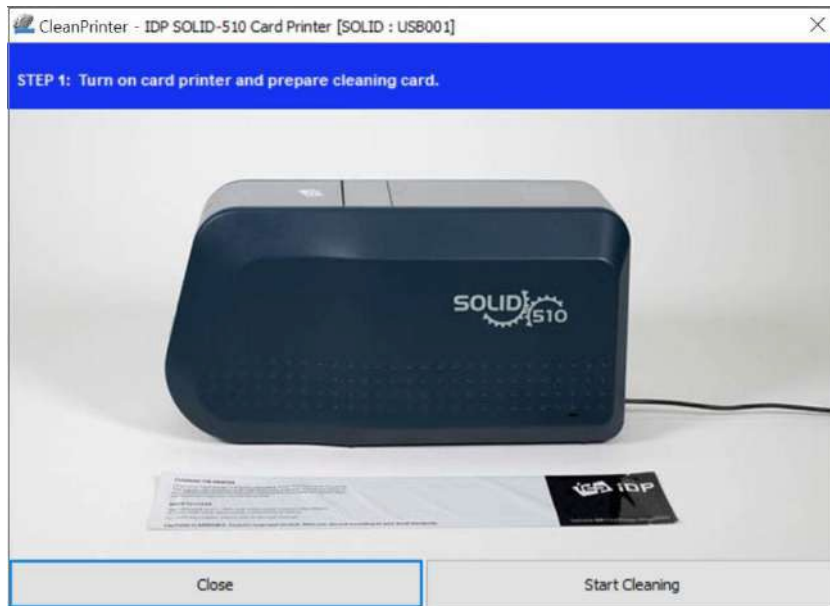 CleanPrinter - IDP SOLID-510 Card Printer [SOLID : USB001]
STEP 1: Turn on card printer and prepare cleaning card.
SOLID 510
iDP
Close
Start Cleaning